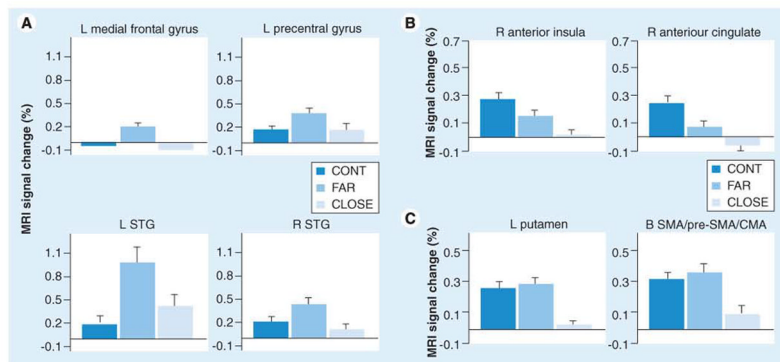 A
L medial frontal gyrus
L precentral gyrus
MRI signal change (%)
1.1
0.8
0.5
0.2
-0.1
1.1
0.8
0.5
0.2
-0.1
CONT
FAR
CLOSE
L STG
R STG
1.1
0.8
0.5
0.2
-0.1
1.1
0.8
0.5
0.2
-0.1
B
R anterior insula
R anteriour cingulate
MRI signal change (%)
0.7
0.5
0.3
0.1
-0.1
0.7
0.5
0.3
0.1
-0.1
CONT
FAR
CLOSE
C
L putamen
B SMA/pre-SMA/CMA
MRI signal change (%)
0.5
0.3
0.1
-0.1
0.5
0.3
0.1
-0.1